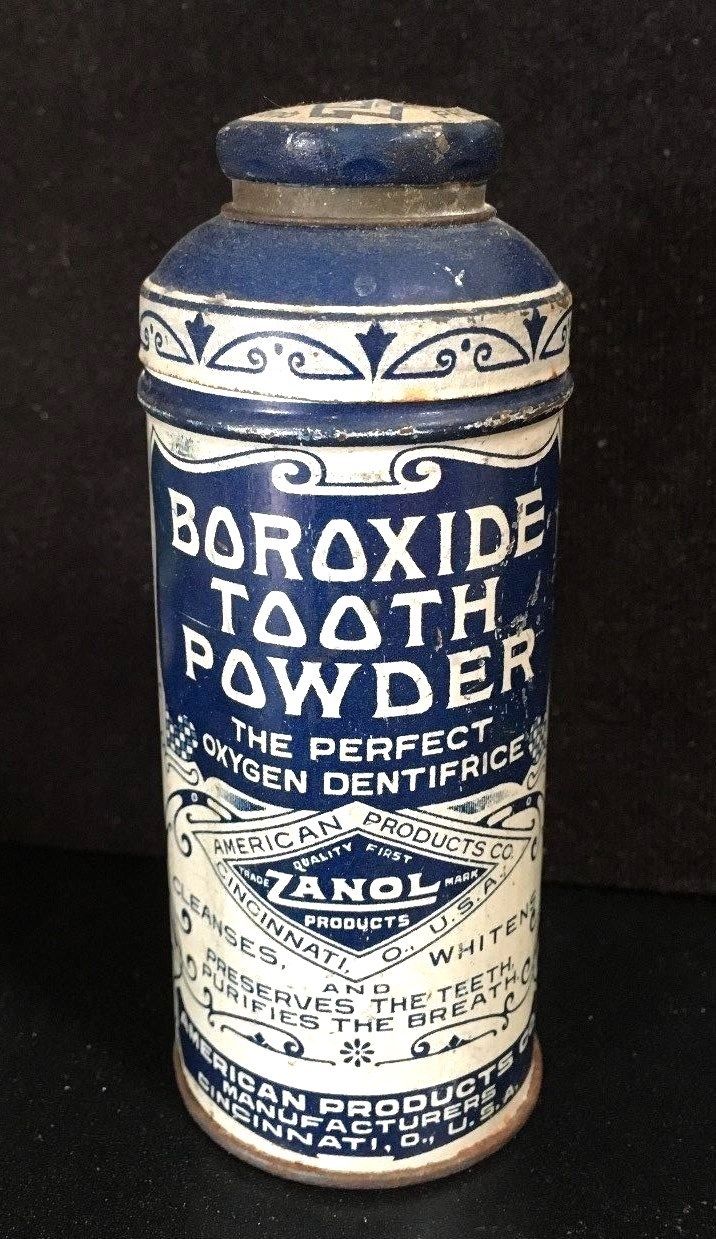 BOROXIDE
TOOTH
POWDER
THE PERFECT
OXYGEN DENTIFRICE
AMERICAN PRODUCTS CO.
QUALITY FIRST
TRADE ZANOL MARK
PRODUCTS
CINCINNATI, O., U.S.A.
CLEANSES, WHITENS
AND
PRESERVES THE TEETH,
PURIFIES THE BREATH
AMERICAN PRODUCTS CO
MANUFACTURERS
CINCINNATI, O., U.S.A.